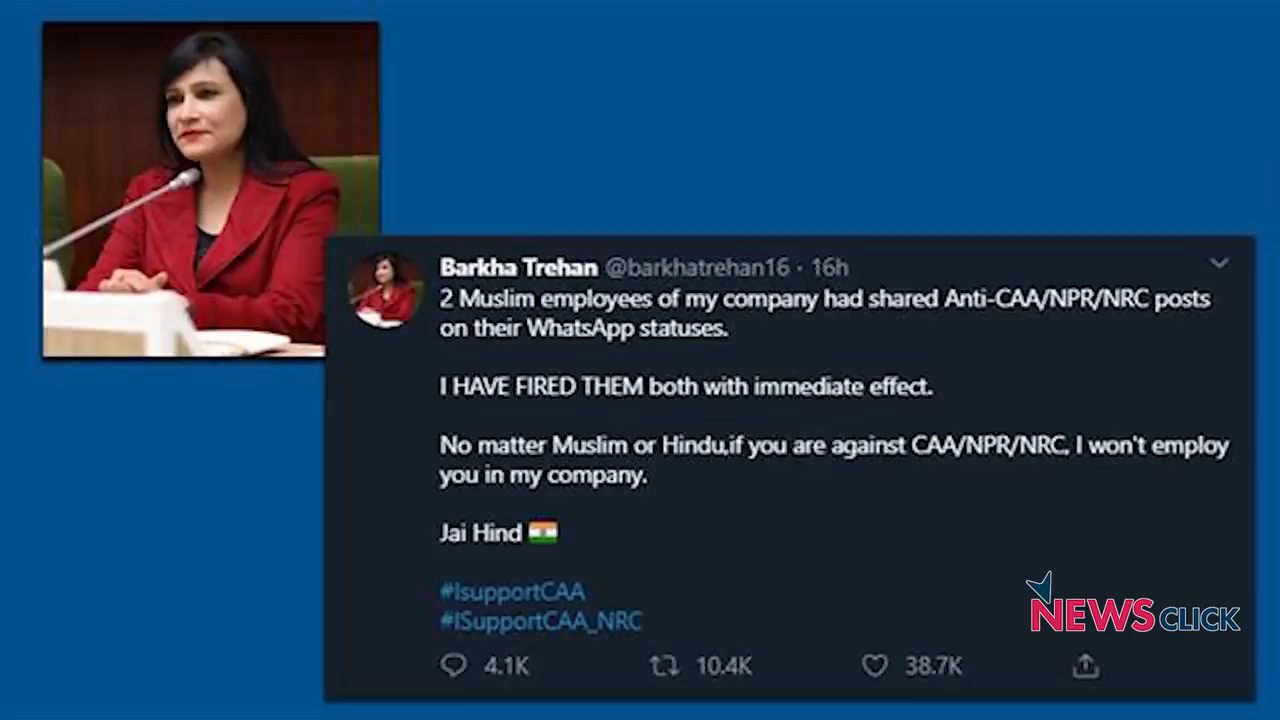 Barkha Trehan @barkhatrehan16 · 16h
2 Muslim employees of my company had shared Anti-CAA/NPR/NRC posts
on their WhatsApp statuses.
I HAVE FIRED THEM both with immediate effect.
No matter Muslim or Hindu,if you are against CAA/NPR/NRC, I won't employ
you in my company.
Jai Hind 🇮🇳
#IsupportCAA
#ISupportCAA_NRC
4.1K 10.4K 38.7K
NEWSCLICK